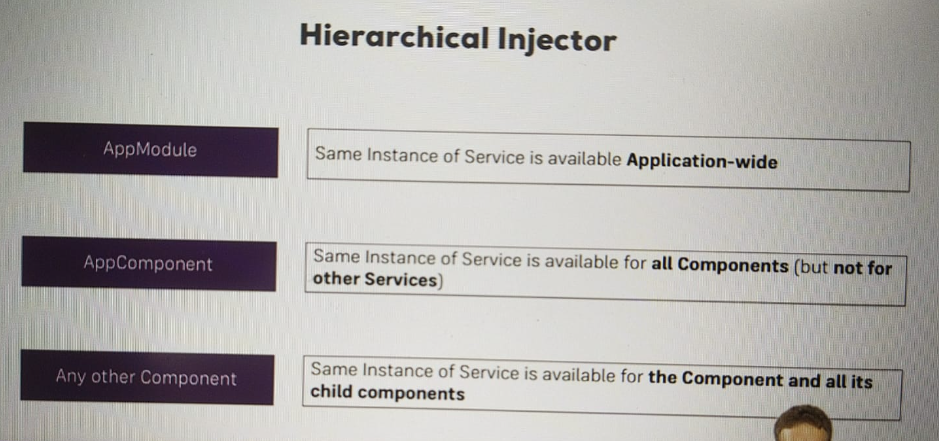 Hierarchical Injector
AppModule
Same Instance of Service is available Application-wide
AppComponent
Same Instance of Service is available for all Components (but not for
other Services)
Any other Component
Same Instance of Service is available for the Component and all its
child components